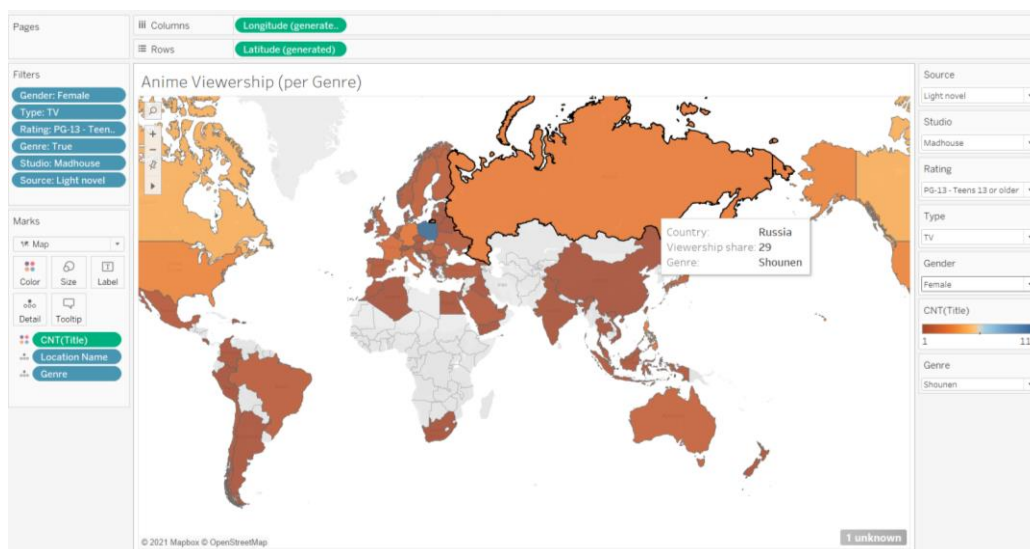 Pages
Columns
Longitude (generate..
Rows
Latitude (generated)
Filters
Gender: Female
Type: TV
Rating: PG-13 - Teen..
Genre: True
Studio: Madhouse
Source: Light novel
Marks
Map
Color
Size
Label
Detail
Tooltip
CNT(Title)
Location Name
Genre
Anime Viewership (per Genre)
Country: Russia
Viewership share: 29
Genre: Shounen
© 2021 Mapbox © OpenStreetMap
1 unknown
Source
Light novel
Studio
Madhouse
Rating
PG-13 - Teens 13 or older
Type
TV
Gender
Female
CNT(Title)
1
Genre
Shounen